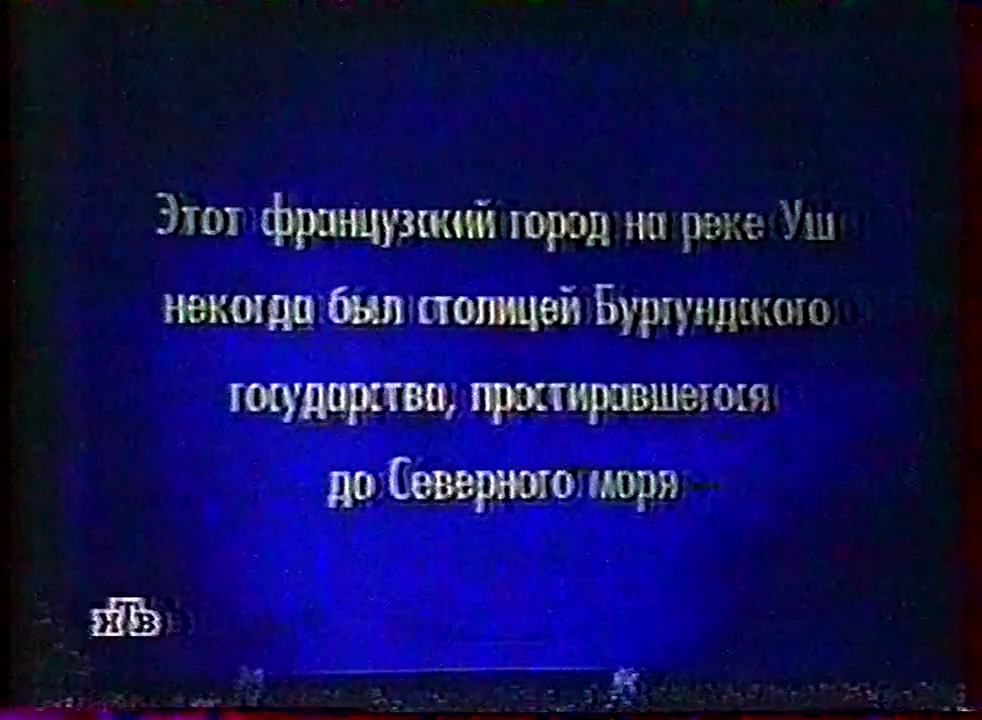 Этот французский город на реке Уш
некогда был столицей Бургундского
государства, простиравшегося
до Северного моря
нТв